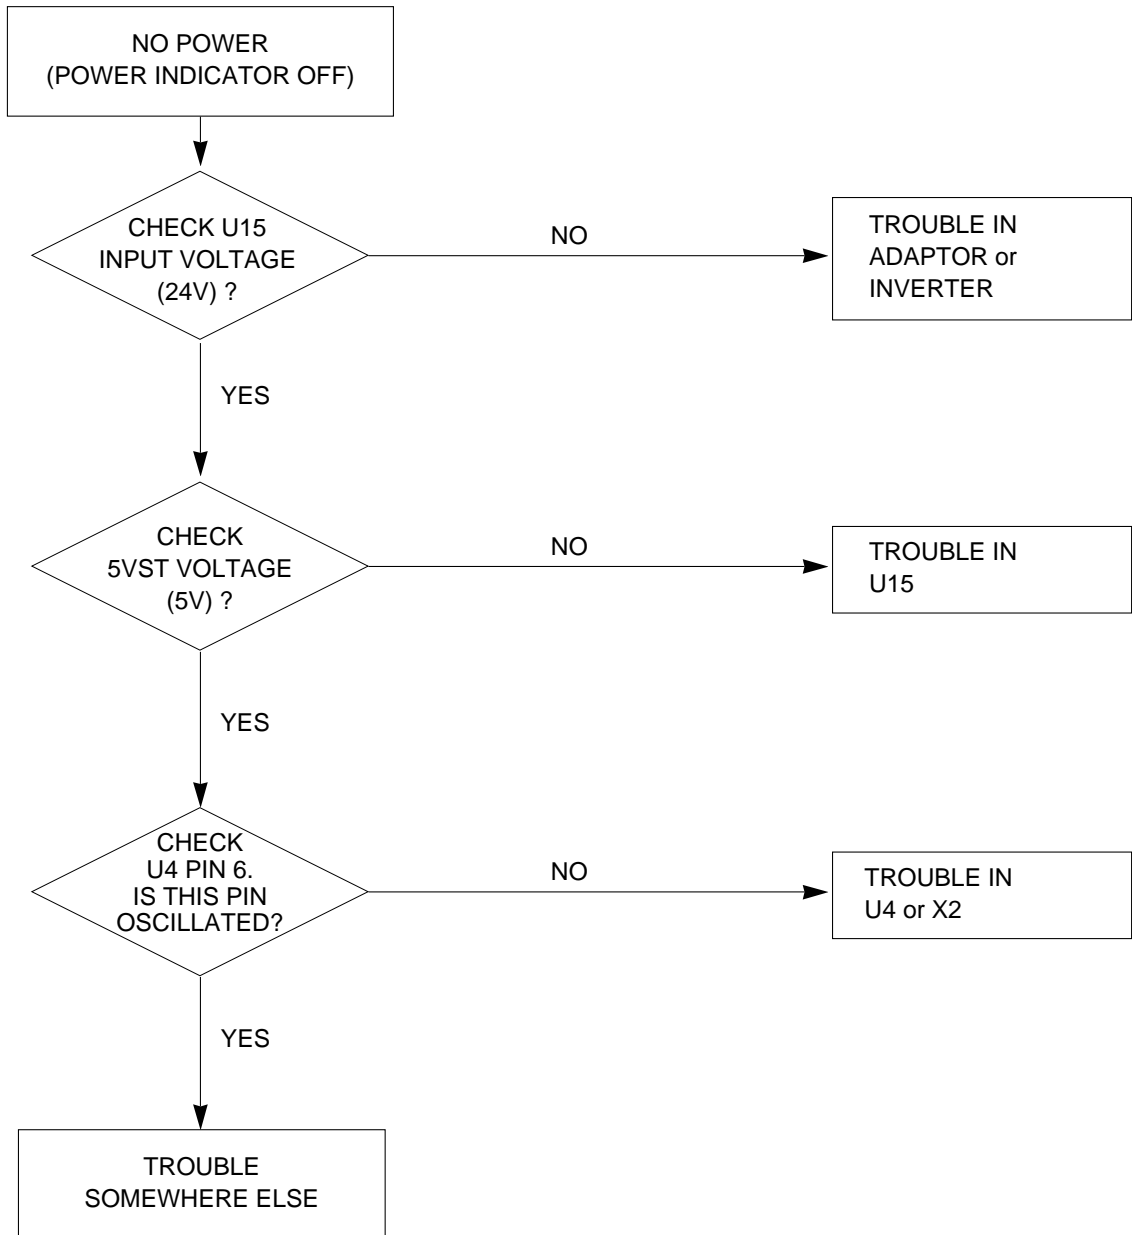 NO POWER
(POWER INDICATOR OFF)
CHECK U15
INPUT VOLTAGE
(24V) ?
NO
TROUBLE IN
ADAPTOR or
INVERTER
YES
CHECK
5VST VOLTAGE
(5V) ?
NO
TROUBLE IN
U15
YES
CHECK
U4 PIN 6.
IS THIS PIN
OSCILLATED?
NO
TROUBLE IN
U4 or X2
YES
TROUBLE
SOMEWHERE ELSE